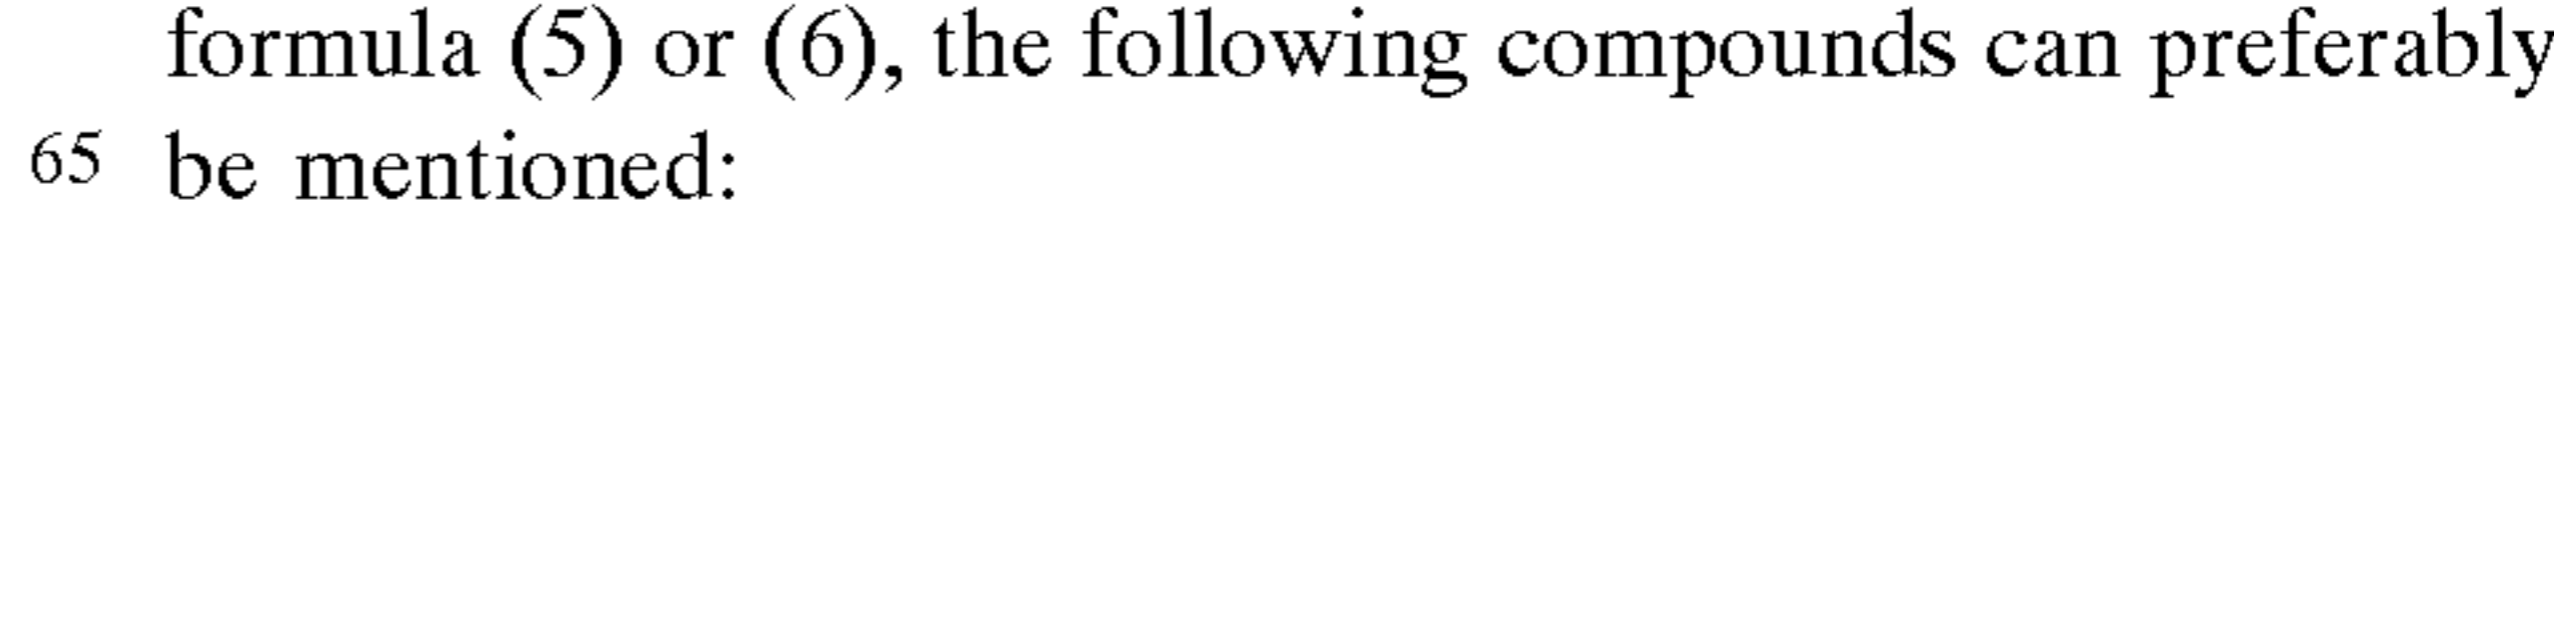 formula (5) or (6), the following compounds can preferably
65 be mentioned: